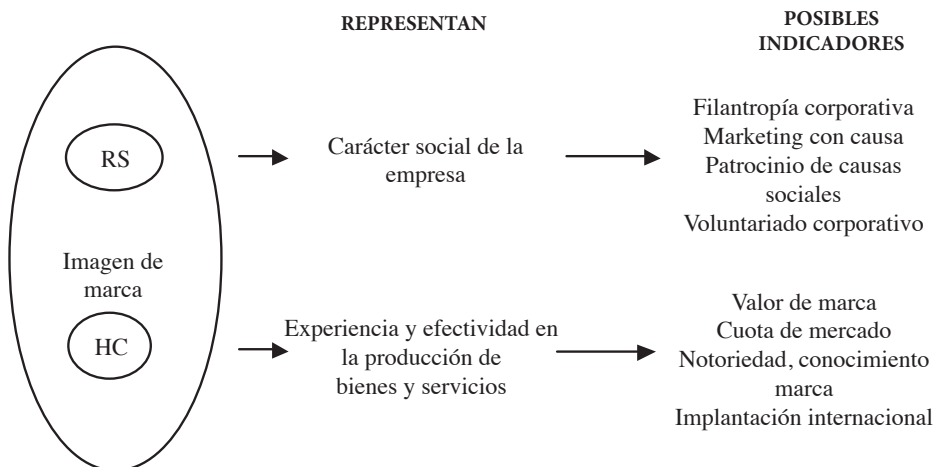 REPRESENTAN
POSIBLES
INDICADORES
RS
Carácter social de la
empresa
Filantropía corporativa
Marketing con causa
Patrocinio de causas
sociales
Voluntariado corporativo
Imagen de
marca
HC
Experiencia y efectividad en
la producción de
bienes y servicios
Valor de marca
Cuota de mercado
Notoriedad, conocimiento
marca
Implantación internacional